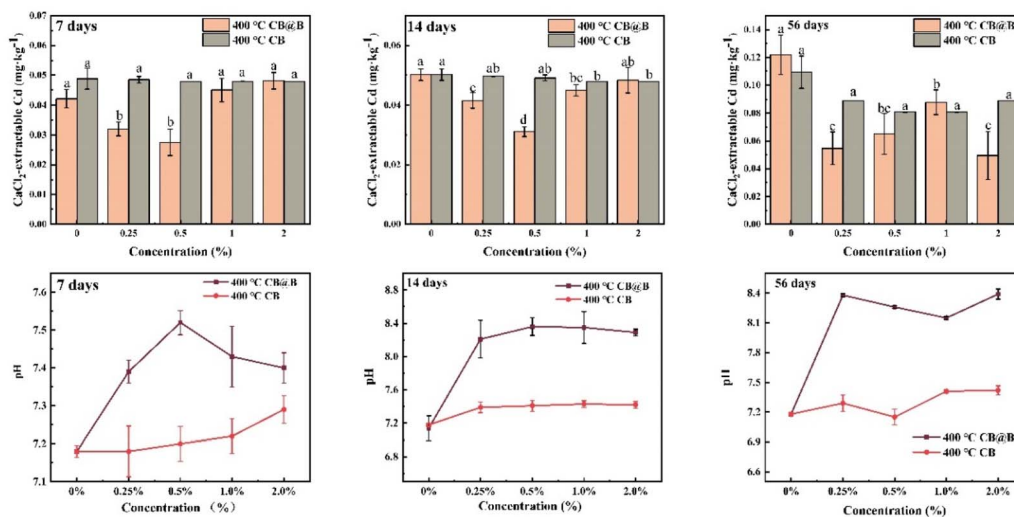 7 days
400 °C CB@B
400 °C CB
CaCl₂-extractable Cd (mg·kg⁻¹)
0.06
0.05
0.04
0.03
0.02
0.01
0.00
a a b a b a a a a a
0 0.25 0.5 1 2
Concentration (%)
14 days
400 °C CB@B
400 °C CB
CaCl₂-extractable Cd (mg·kg⁻¹)
0.05
0.00
a a c ab d ab bc b ab b
0 0.25 0.5 1 2
Concentration (%)
56 days
400 °C CB@B
400 °C CB
CaCl₂-extractable Cd (mg·kg⁻¹)
0.14
0.12
0.10
0.08
0.06
0.04
0.02
0.00
a a c a bc a a a c a
0 0.25 0.5 1 2
Concentration (%)
7 days
400 °C CB@B
400 °C CB
pH
7.6
7.5
7.4
7.3
7.2
7.1
0% 0.25% 0.5% 1.0% 2.0%
Concentration （%）
14 days
400 °C CB@B
400 °C CB
pH
8.4
8.0
7.6
7.2
6.8
0% 0.25% 0.5% 1.0% 2.0%
Concentration (%)
56 days
400 °C CB@B
400 °C CB
pH
8.4
8.1
7.8
7.5
7.2
6.9
6.6
0% 0.25% 0.5% 1.0% 2.0%
Concentration (%)